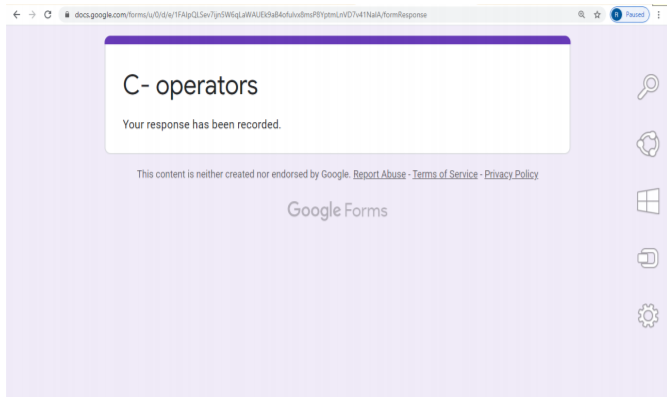 docs.google.com/forms/u/0/d/e/1FAIpQLSev7ijn5W6qLaWAUEk9aB4ofulvx8msP8YptmLnVD7v41NaIA/formResponse
R Paused
C- operators
Your response has been recorded.
This content is neither created nor endorsed by Google. Report Abuse - Terms of Service - Privacy Policy
Google Forms